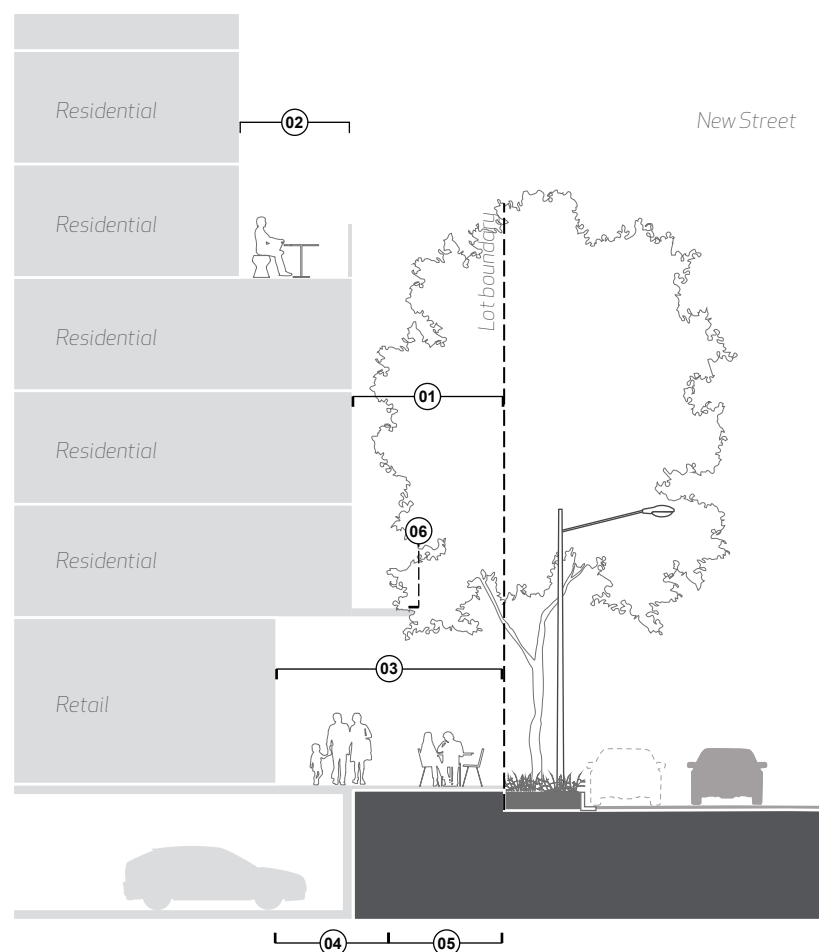 Residential
02
New Street
Residential
Lot boundary
Residential
01
Residential
06
Residential
03
Retail
04
05